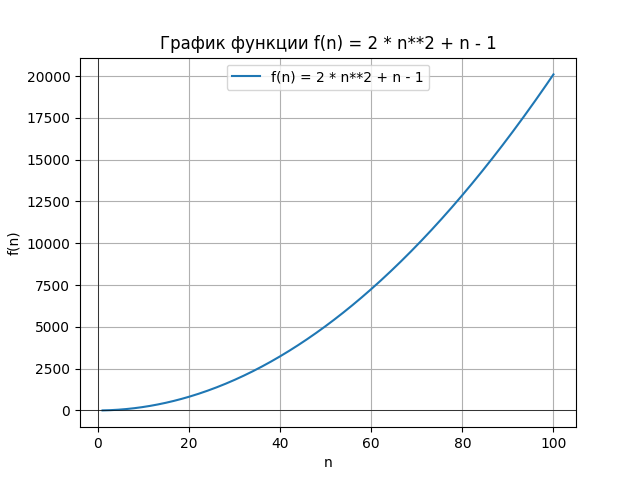 График функции f(n) = 2 * n**2 + n - 1
f(n) = 2 * n**2 + n - 1
20000
17500
15000
12500
10000
7500
5000
2500
0
f(n)
0 20 40 60 80 100
n